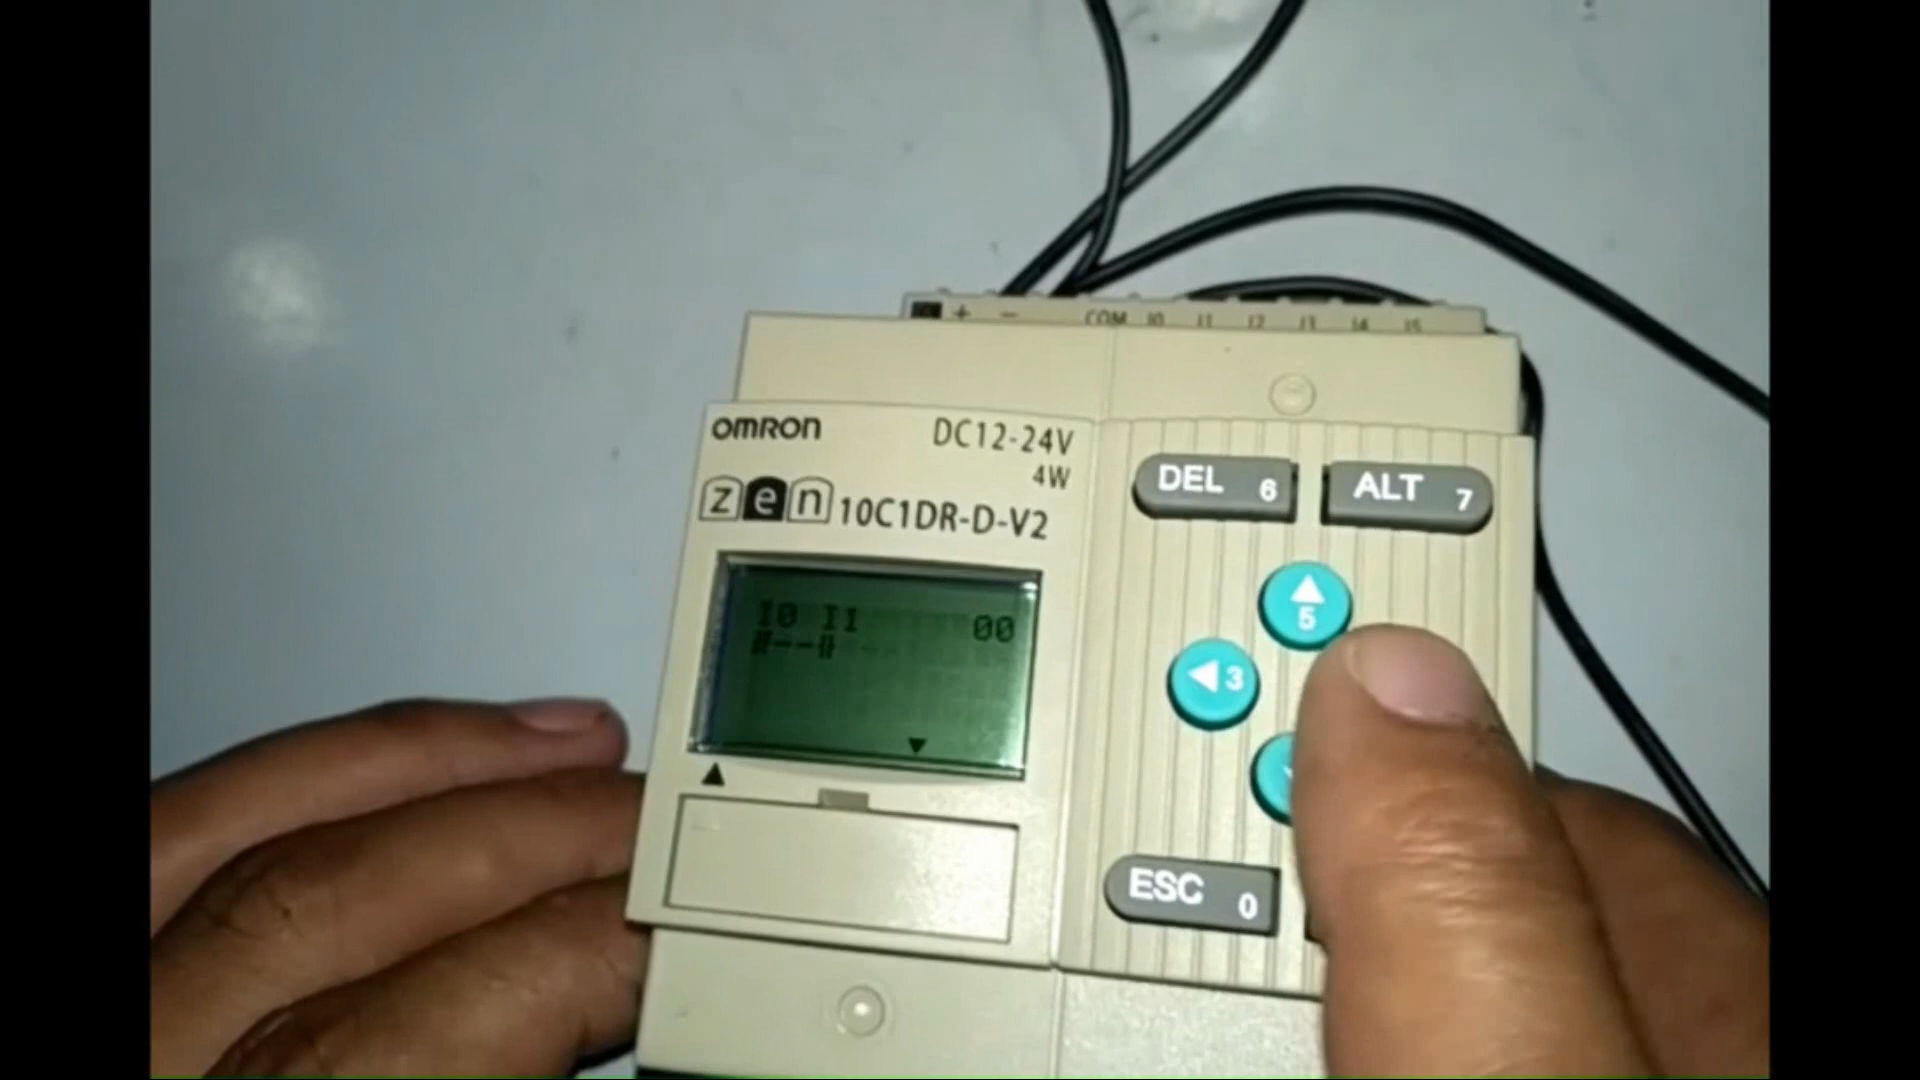 + - COM I0 I1 I2 I3 I4 I5
OMRON DC12-24V
4W
zen 10C1DR-D-V2
DEL 6 ALT 7
I0 I1 00
5
3
ESC 0